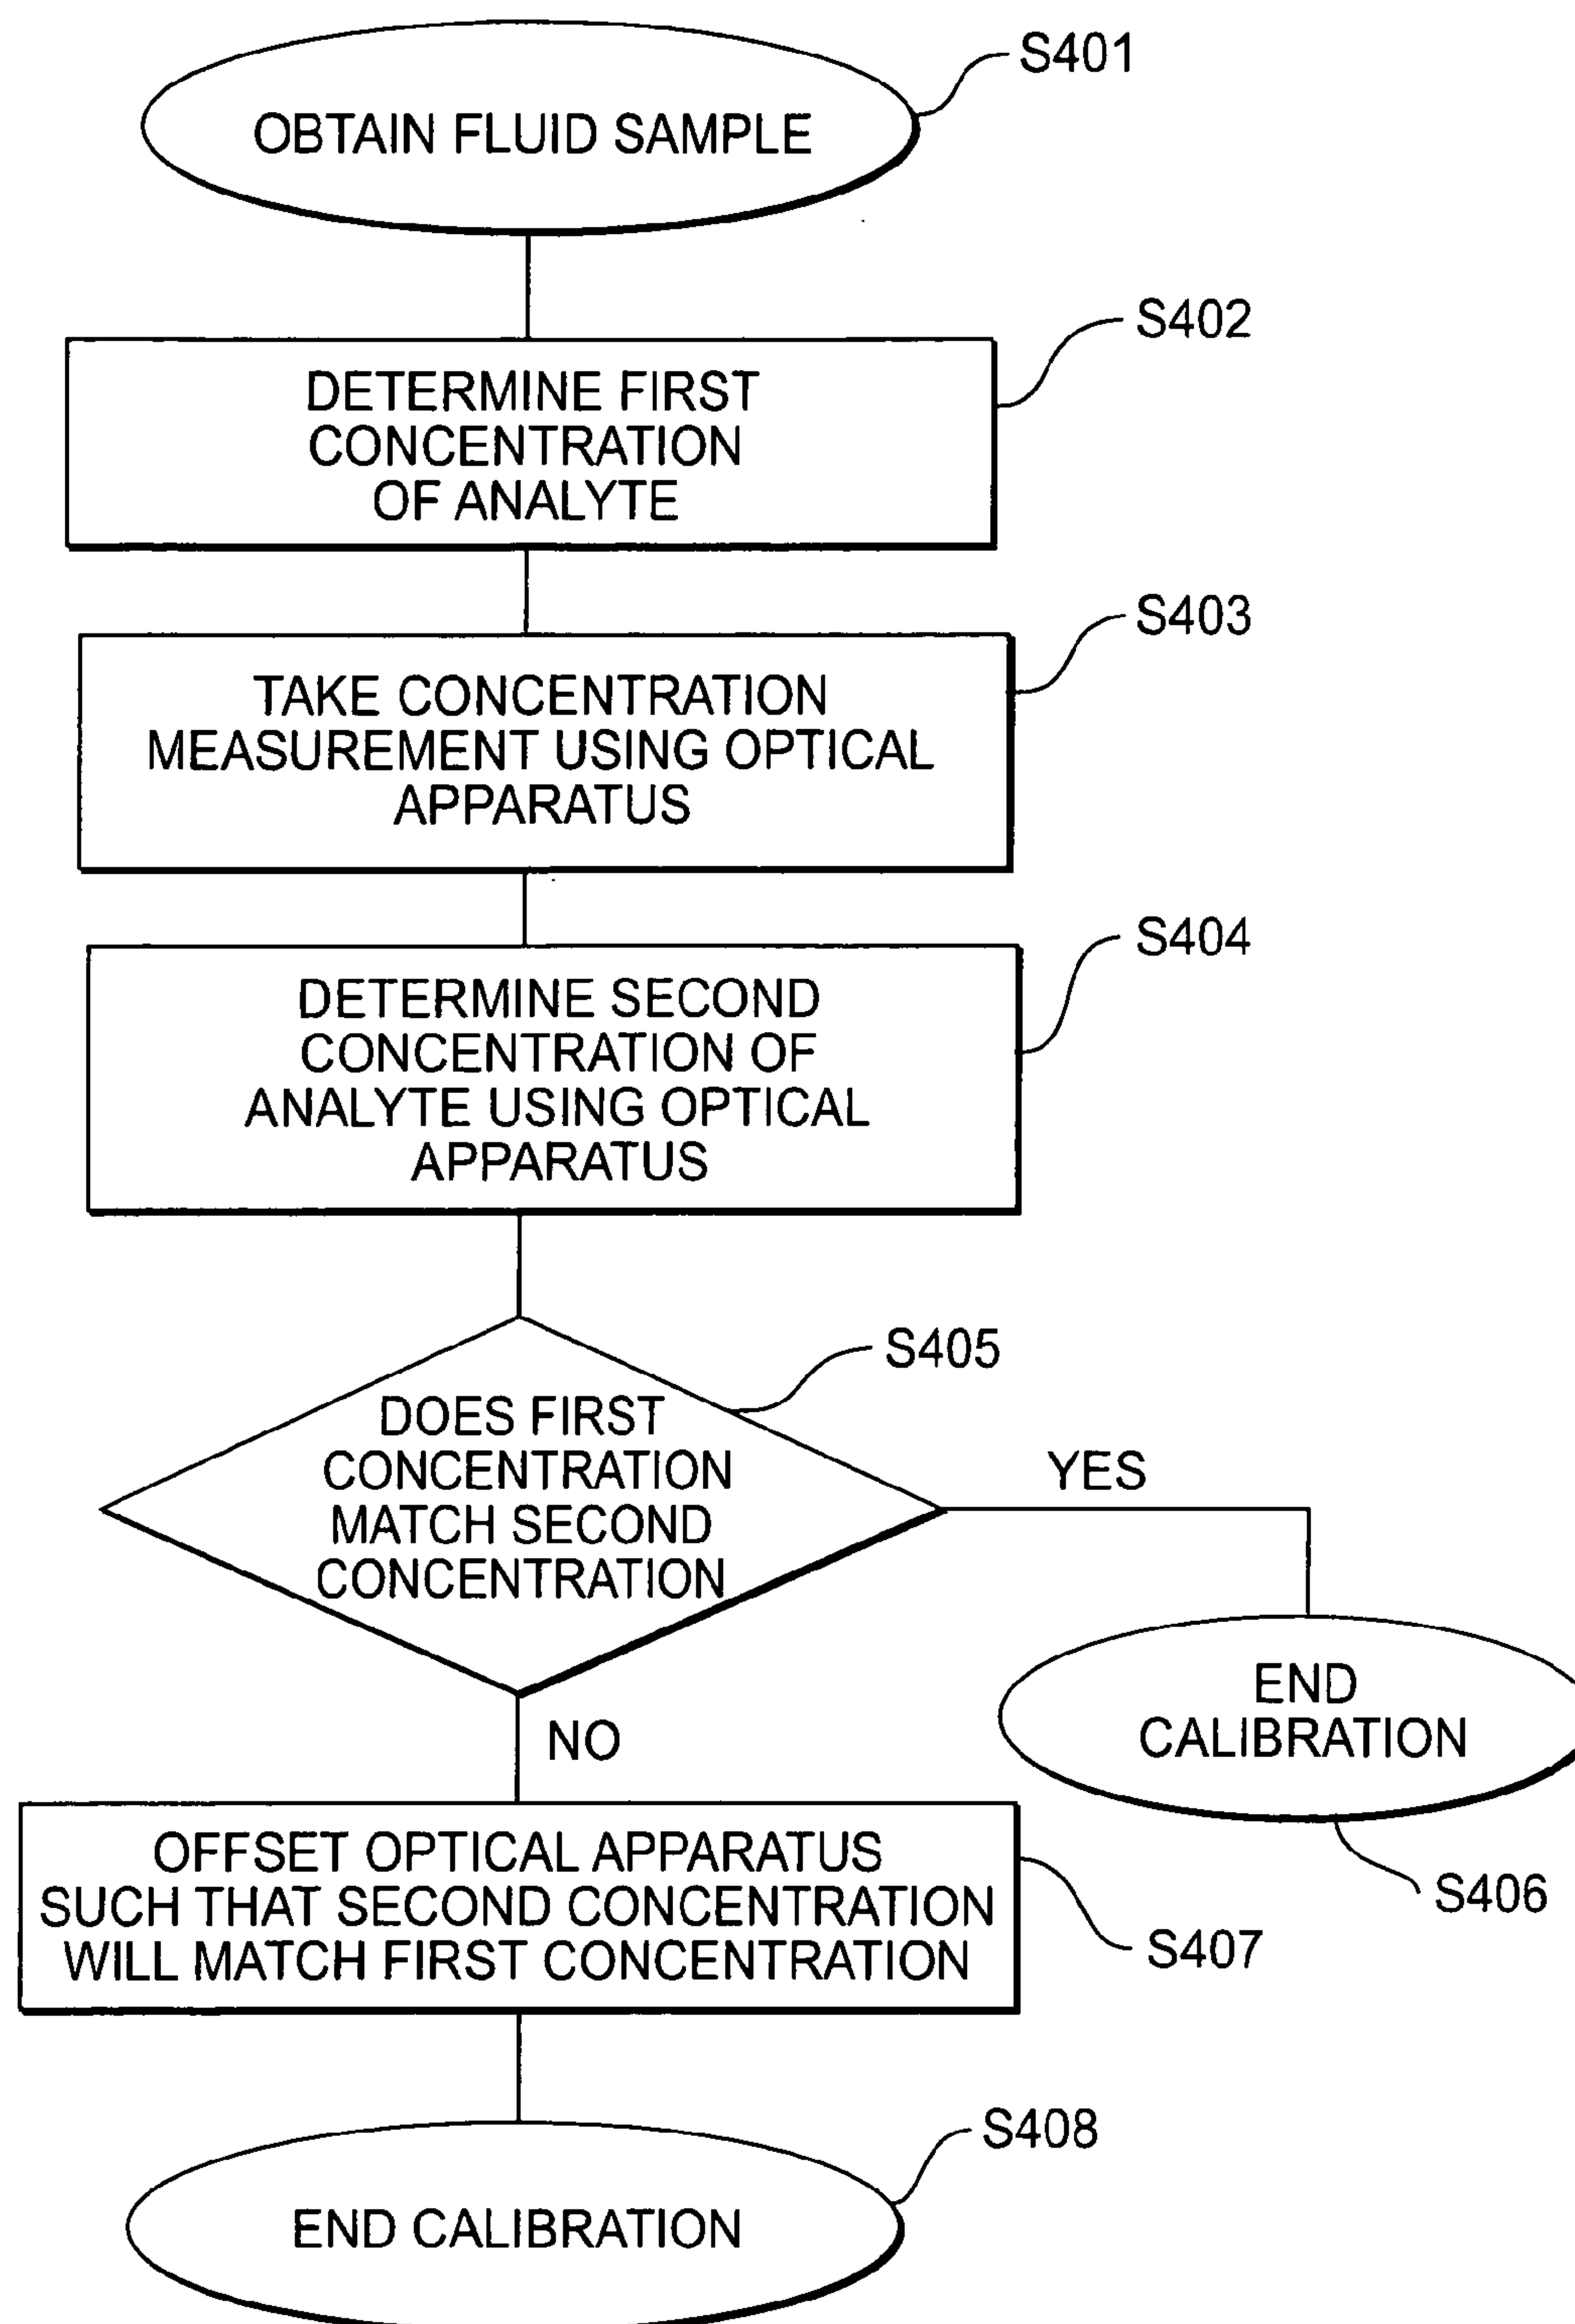 S401
OBTAIN FLUID SAMPLE
S402
DETERMINE FIRST
CONCENTRATION
OF ANALYTE
S403
TAKE CONCENTRATION
MEASUREMENT USING OPTICAL
APPARATUS
S404
DETERMINE SECOND
CONCENTRATION OF
ANALYTE USING OPTICAL
APPARATUS
S405
DOES FIRST
CONCENTRATION
MATCH SECOND
CONCENTRATION
YES
END
CALIBRATION
S406
NO
OFFSET OPTICAL APPARATUS
SUCH THAT SECOND CONCENTRATION
WILL MATCH FIRST CONCENTRATION
S407
S408
END CALIBRATION